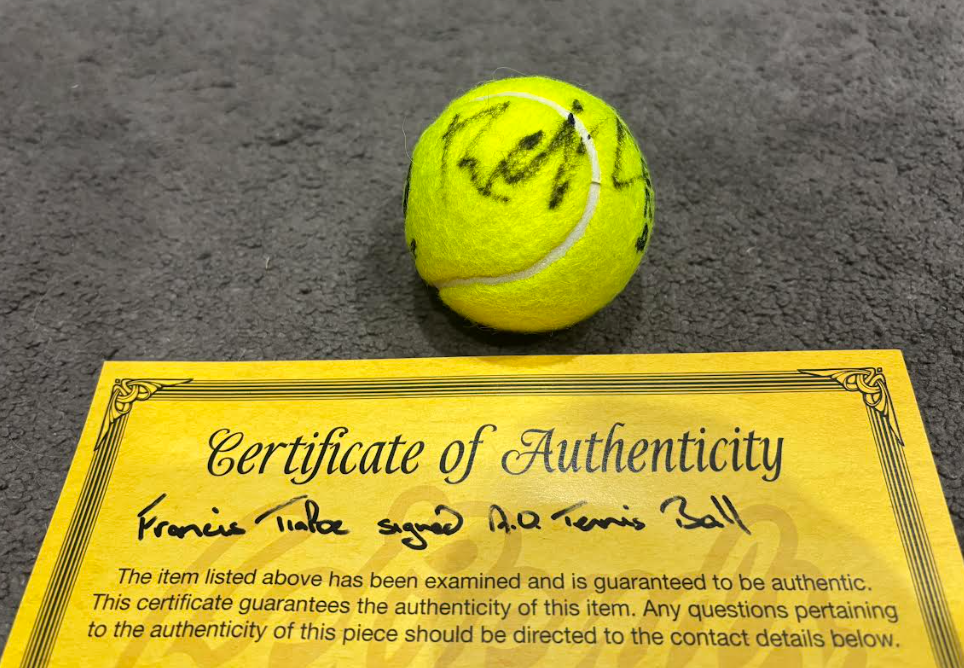 Certificate of Authenticity
Francis Tiafoe signed A.O. Tennis Ball
The item listed above has been examined and is guaranteed to be authentic.
This certificate guarantees the authenticity of this item. Any questions pertaining
to the authenticity of this piece should be directed to the contact details below.